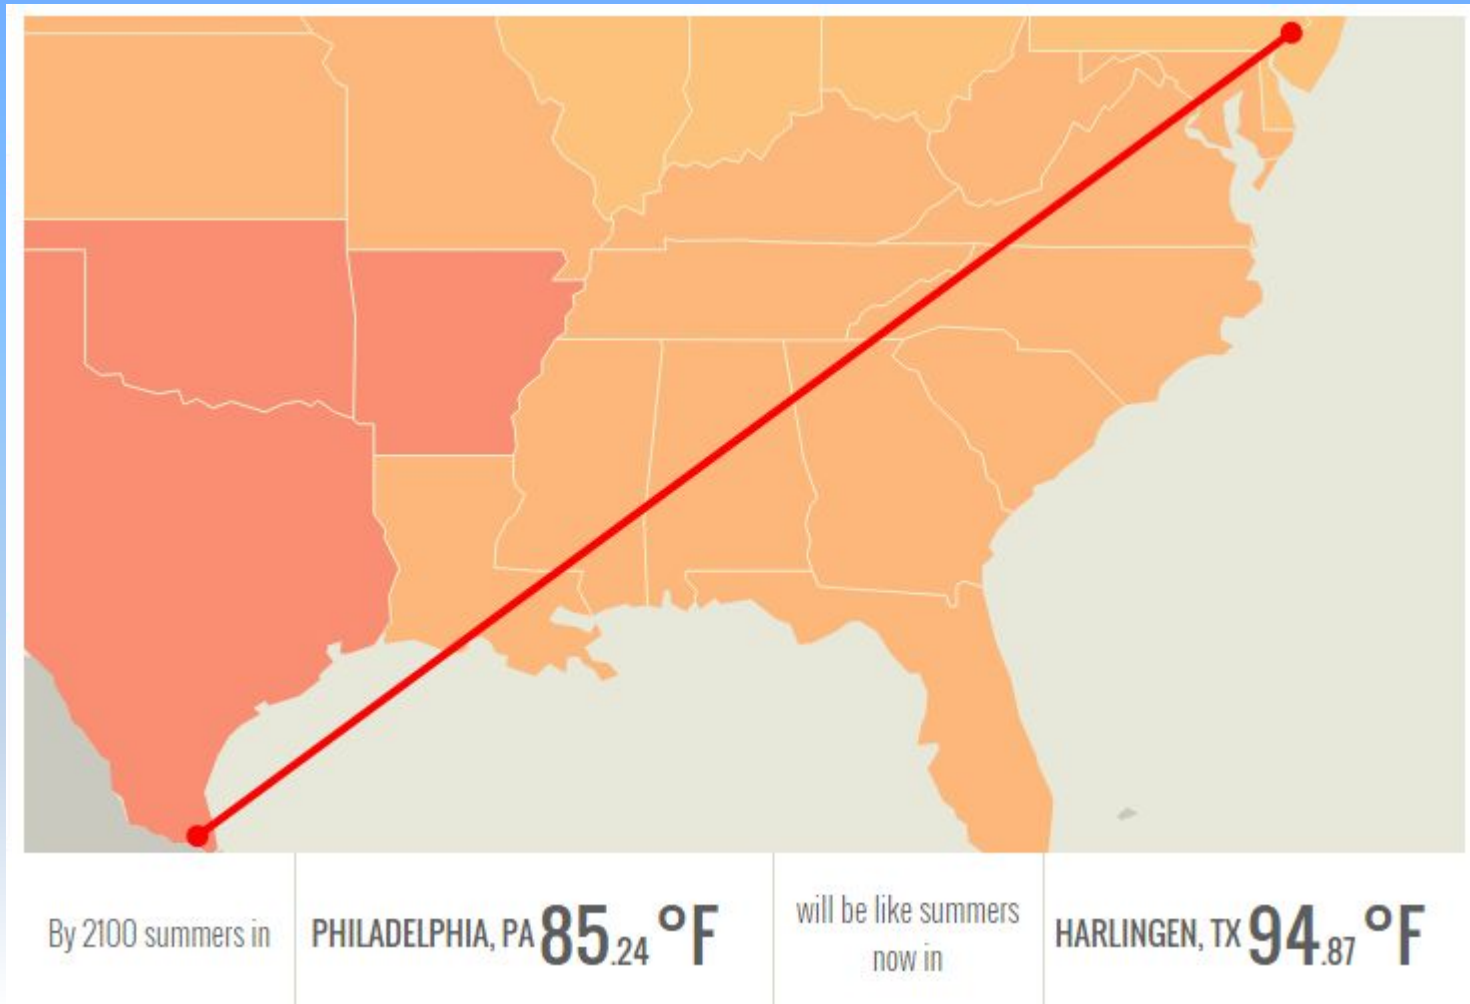 By 2100 summers in
PHILADELPHIA, PA 85.24 °F
will be like summers
now in
HARLINGEN, TX 94.87 °F